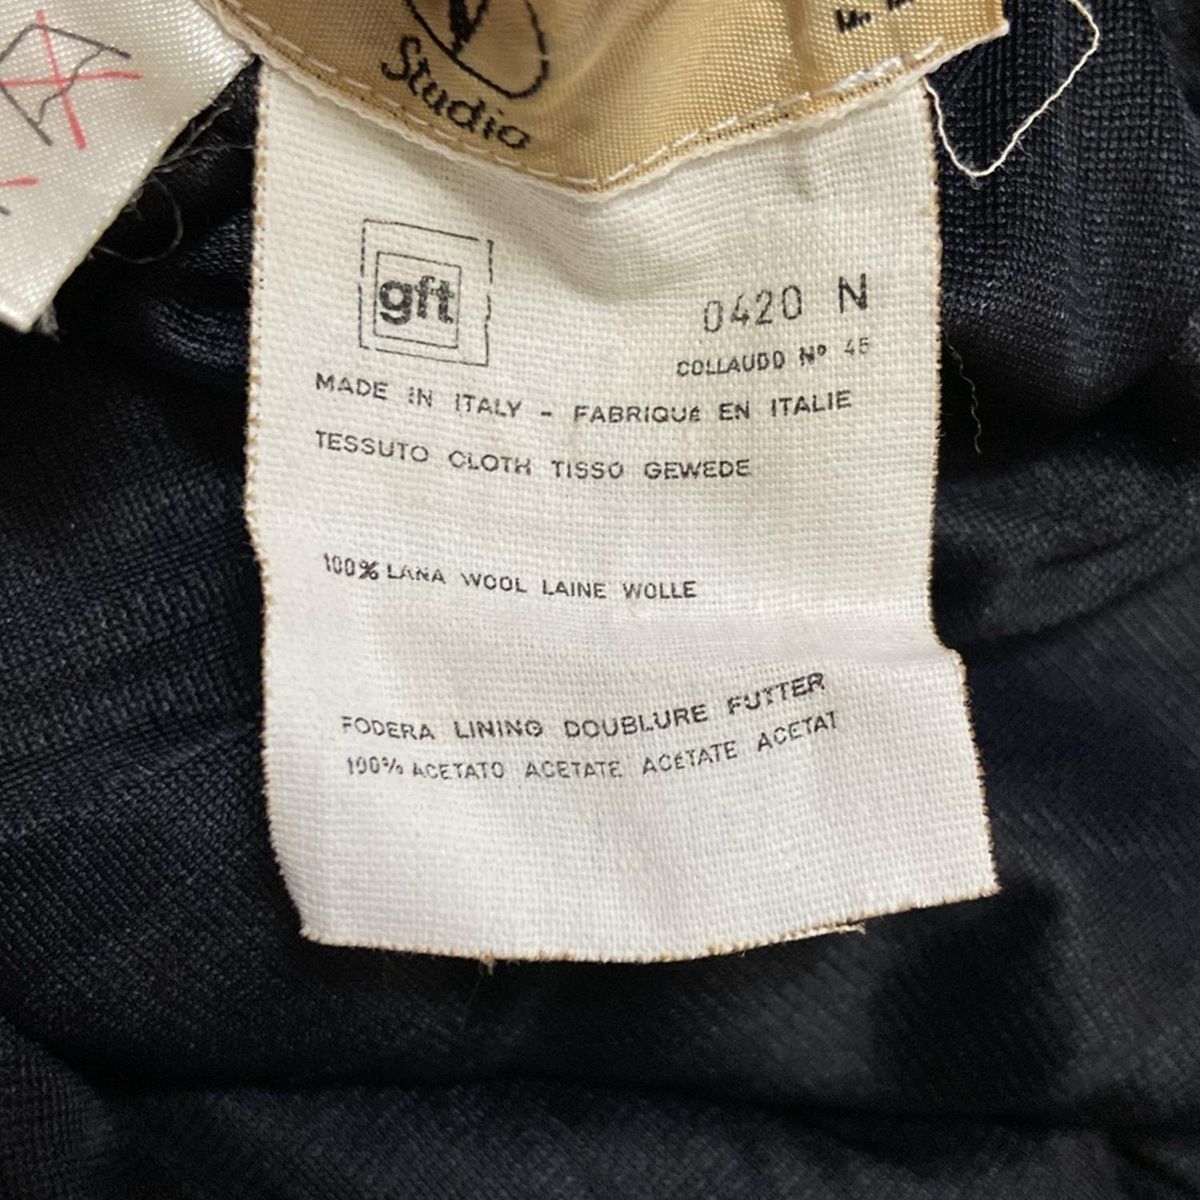 Studio
gft
0420 N
COLLAUDO Nº 45
MADE IN ITALY - FABRIQUé EN ITALIE
TESSUTO CLOTH TISSO GEWEDE
100% LANA WOOL LAINE WOLLE
FODERA LINING DOUBLURE FUTTER
100% ACETATO ACETATE ACETATE ACETAT